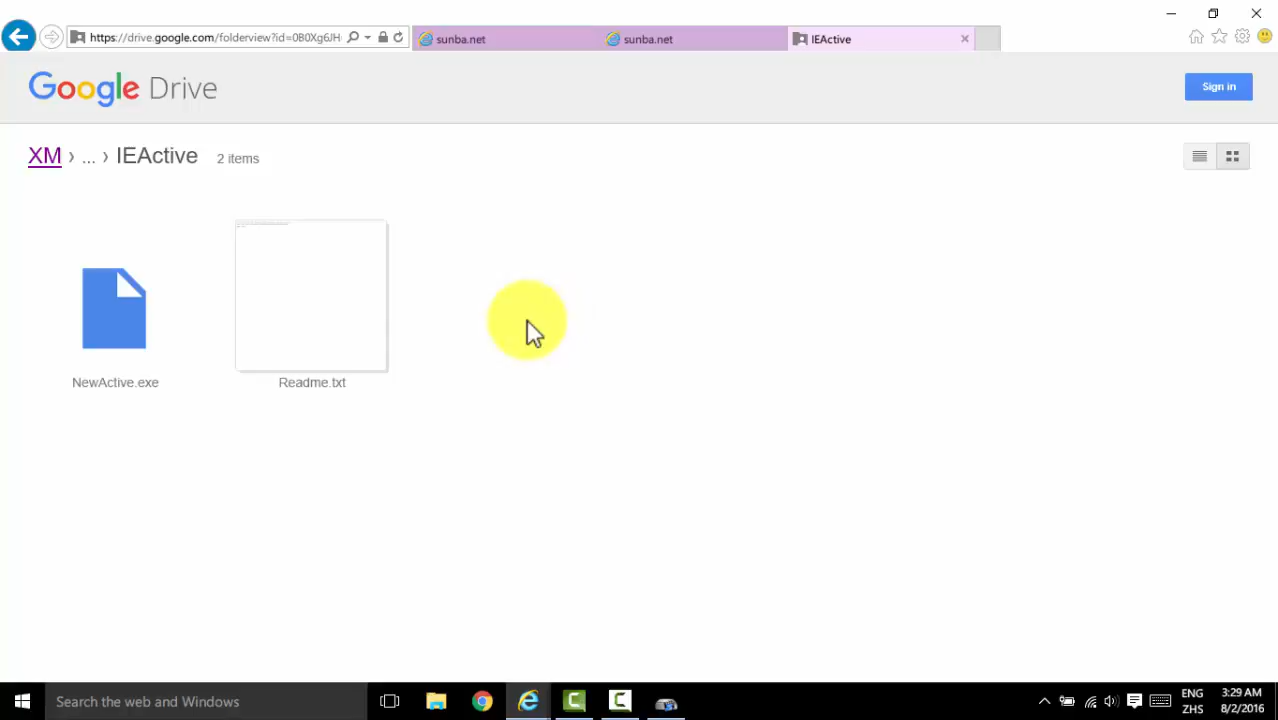 https://drive.google.com/folderview?id=0B0Xg6JH
sunba.net
sunba.net
IEActive
Google Drive
Sign in
XM › ... › IEActive 2 items
NewActive.exe
Readme.txt
Search the web and Windows
ENG
ZHS
3:29 AM
8/2/2016